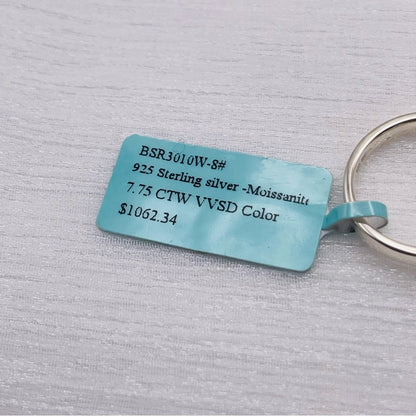 BSR3010W-8#
925 Sterling silver -Moissanite
7.75 CTW VVSD Color
$1062.34